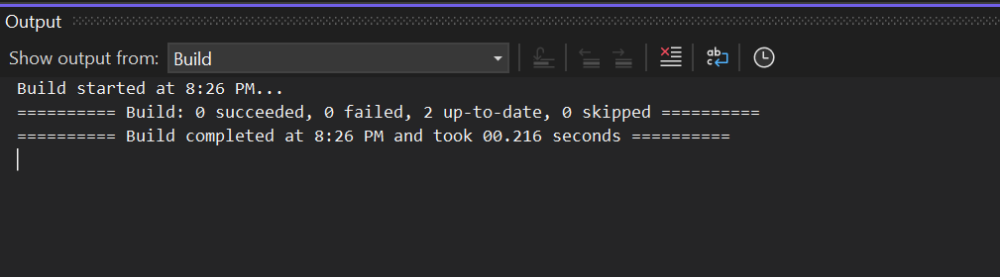 Output
Show output from: Build
Build started at 8:26 PM...
========== Build: 0 succeeded, 0 failed, 2 up-to-date, 0 skipped ==========
========== Build completed at 8:26 PM and took 00.216 seconds ==========